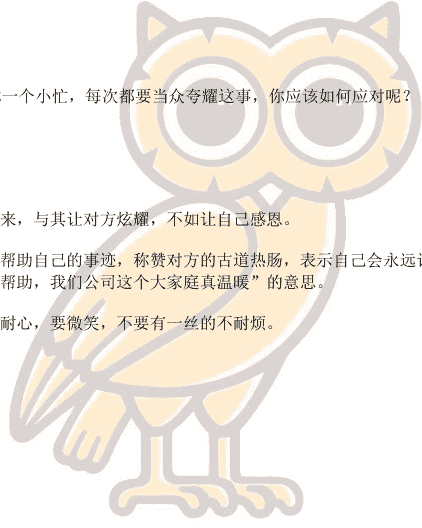 一个小忙，每次都要当众夸耀这事，你应该如何应对呢？
来，与其让对方炫耀，不如让自己感恩。
帮助自己的事迹，称赞对方的古道热肠，表示自己会永远
帮助，我们公司这个大家庭真温暖”的意思。
耐心，要微笑，不要有一丝的不耐烦。